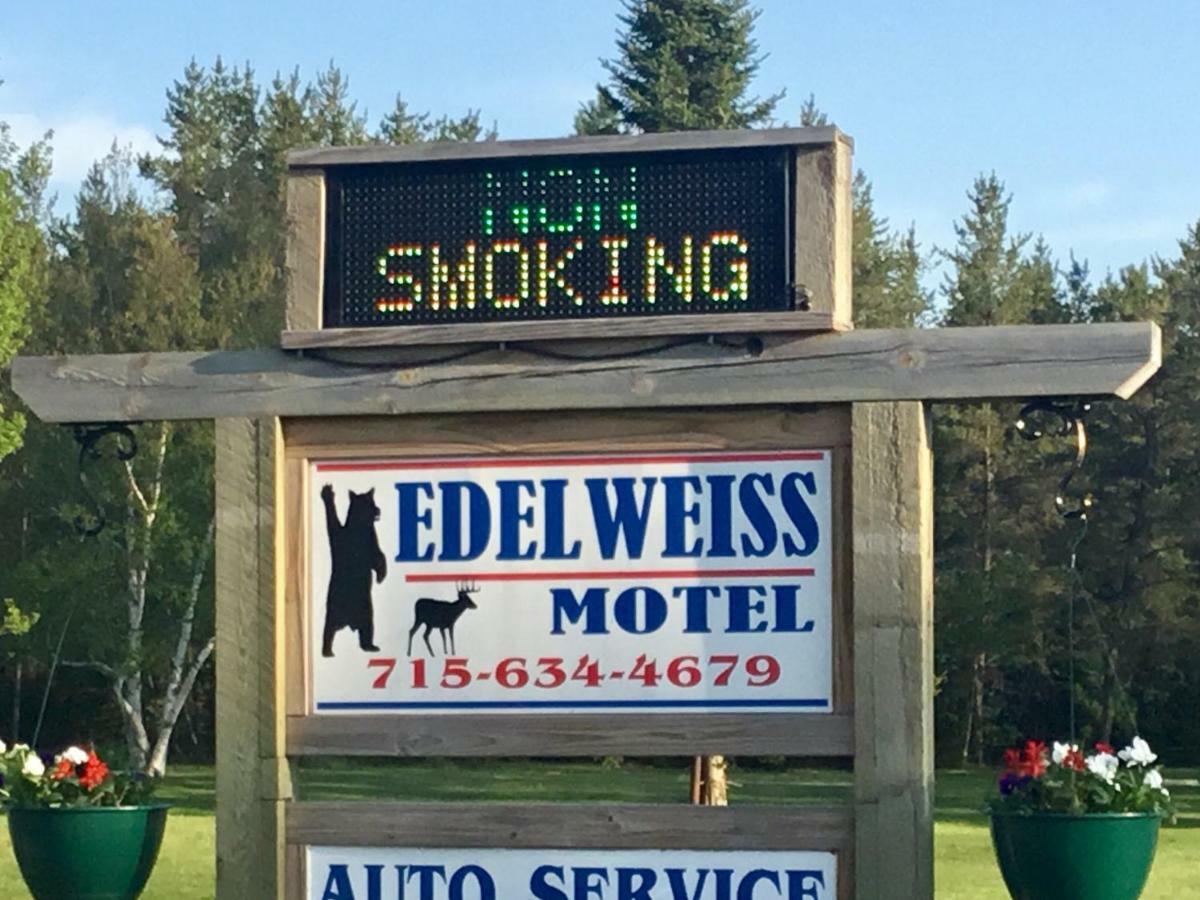 NON
SMOKING
EDELWEISS
MOTEL
715-634-4679
AUTO SERVICE